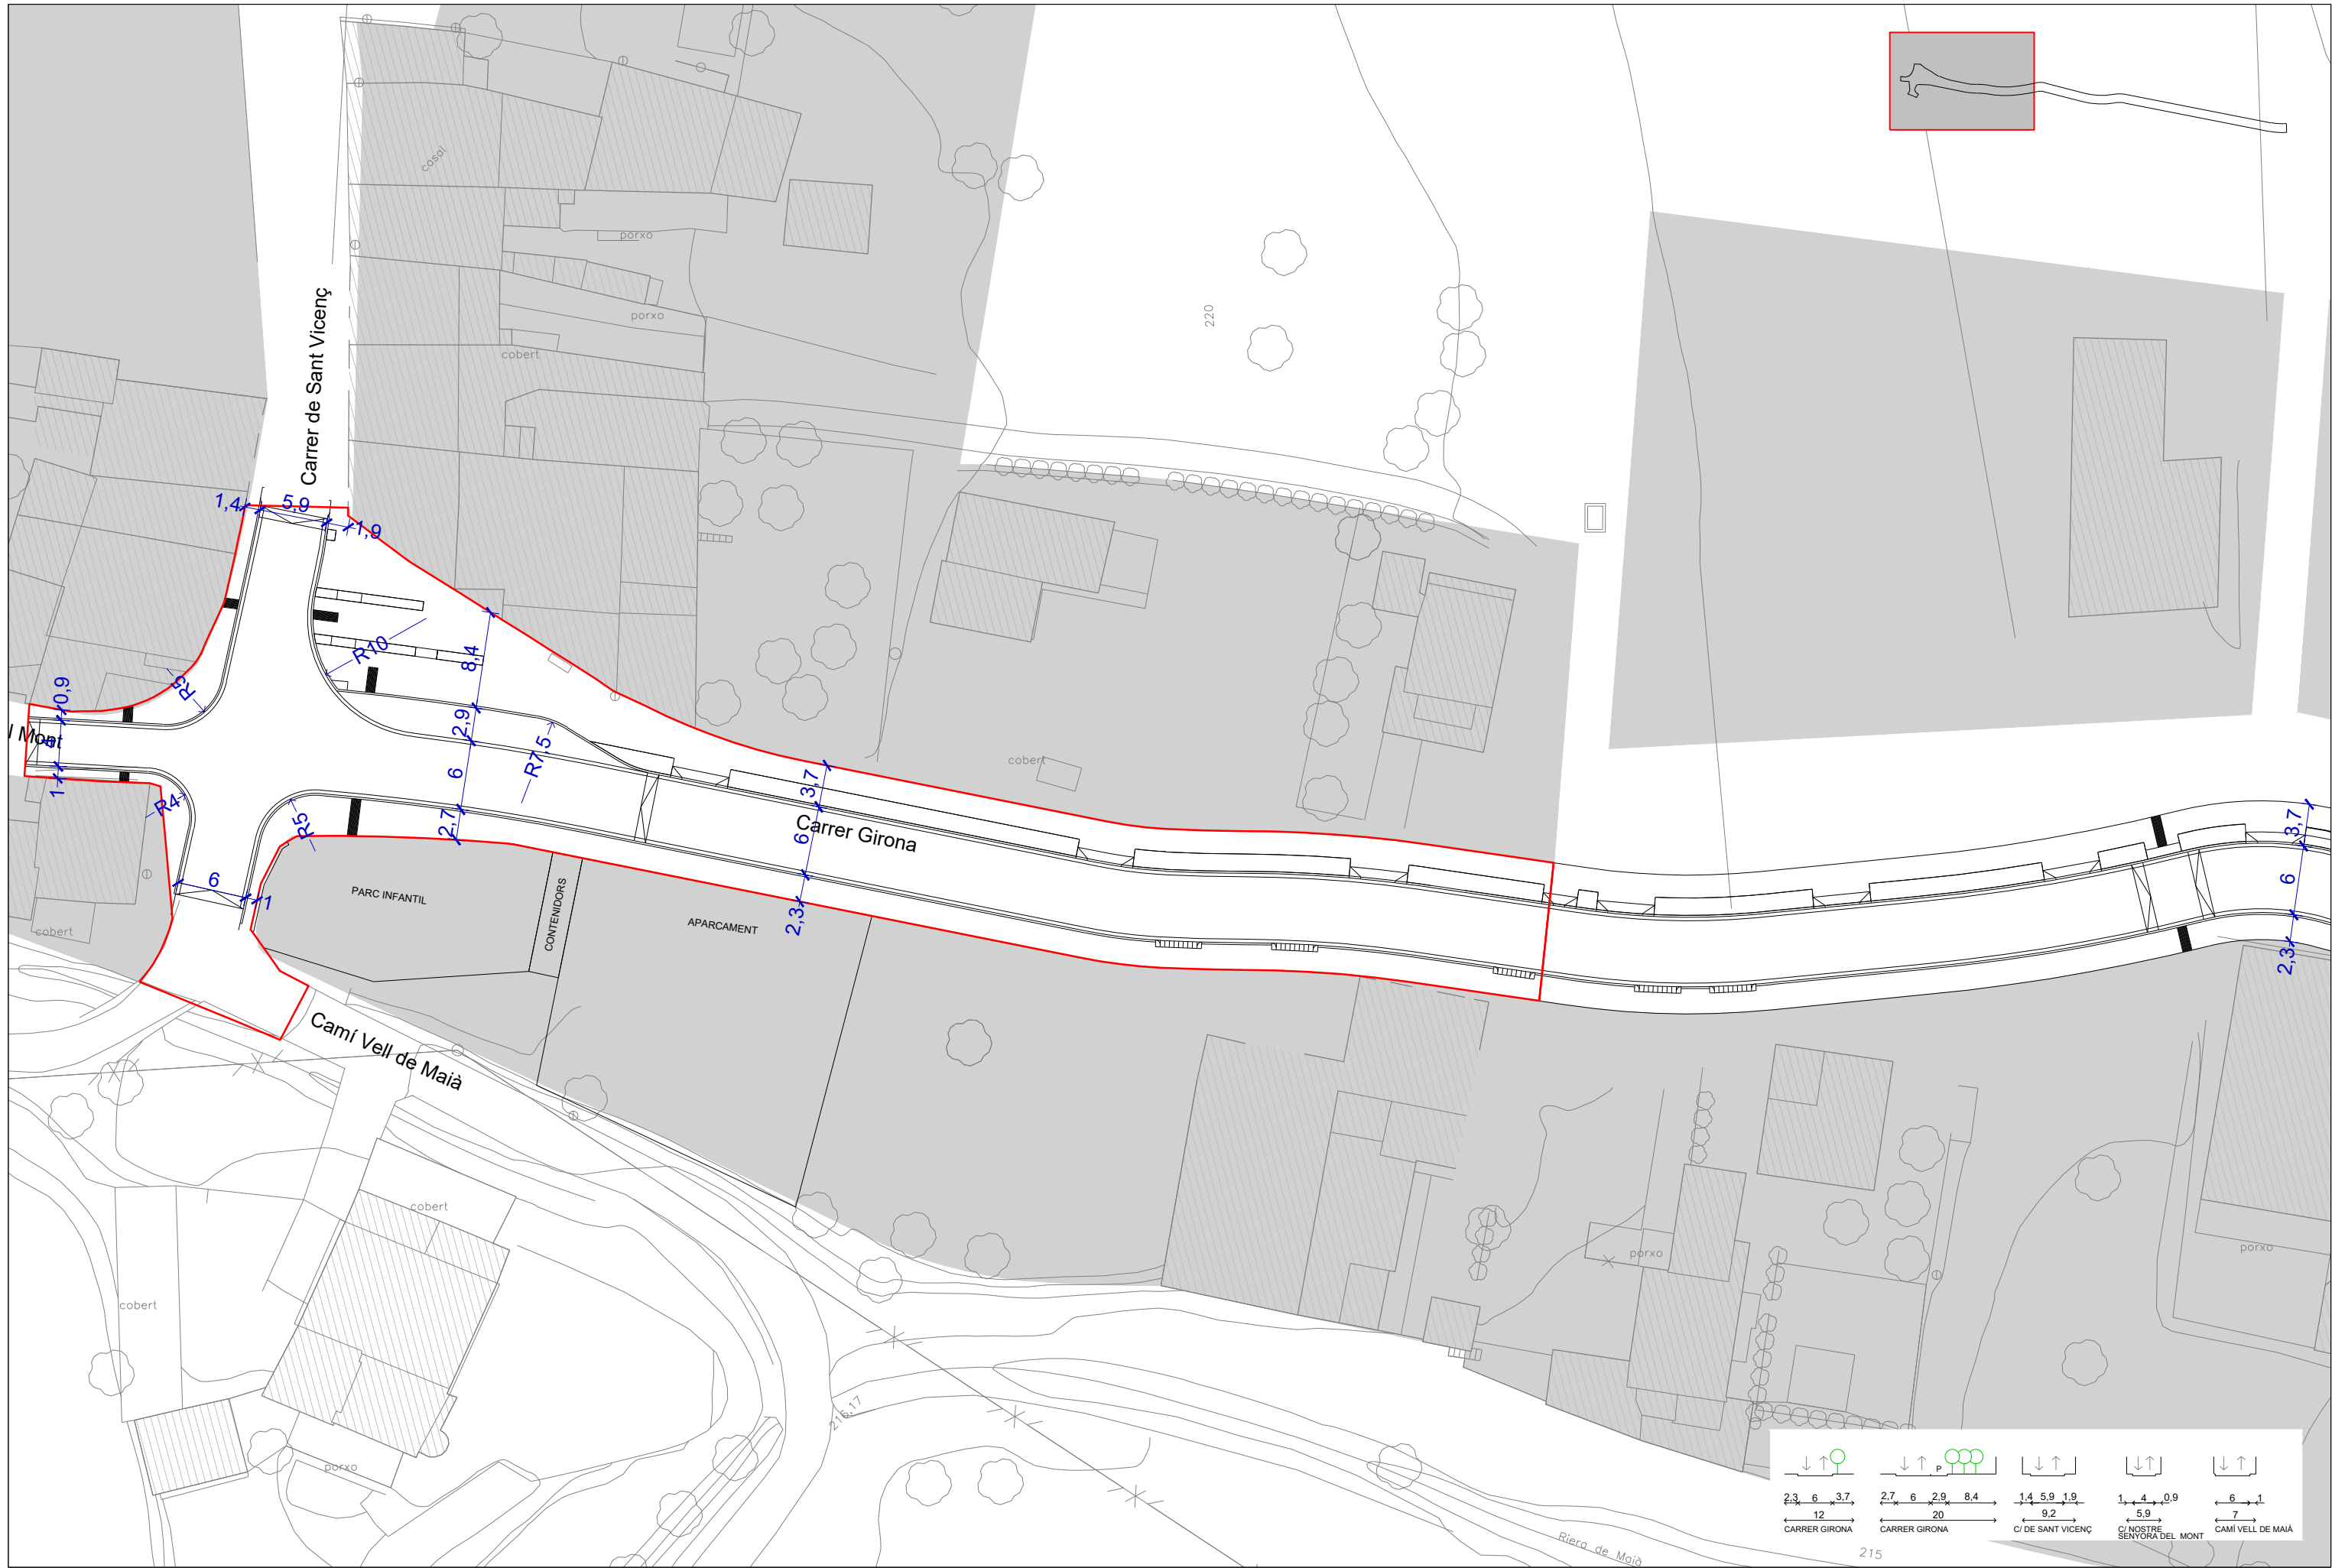 casal
porxo
Carrer de Sant Vicenç
220
porxo
cobert
1,4
5,9
1,9
R10
8,4
R5
0,9
2,9
l Mont
4
R7,5
6
cobert
1
3,7
R4
R5
2,7
6
Carrer Girona
3,7
6
1
6
PARC INFANTIL
CONTENIDORS
APARCAMENT
2,3
2,3
cobert
Camí Vell de Maià
cobert
porxo
porxo
cobert
216,17
porxo
P
2,3 6 3,7
12
CARRER GIRONA
2,7 6 2,9 8,4
20
CARRER GIRONA
1,4 5,9 1,9
9,2
C/ DE SANT VICENÇ
1 4 0,9
5,9
C/ NOSTRE
SENYORA DEL MONT
6 1
7
CAMÍ VELL DE MAIÀ
Riera de Maià
215